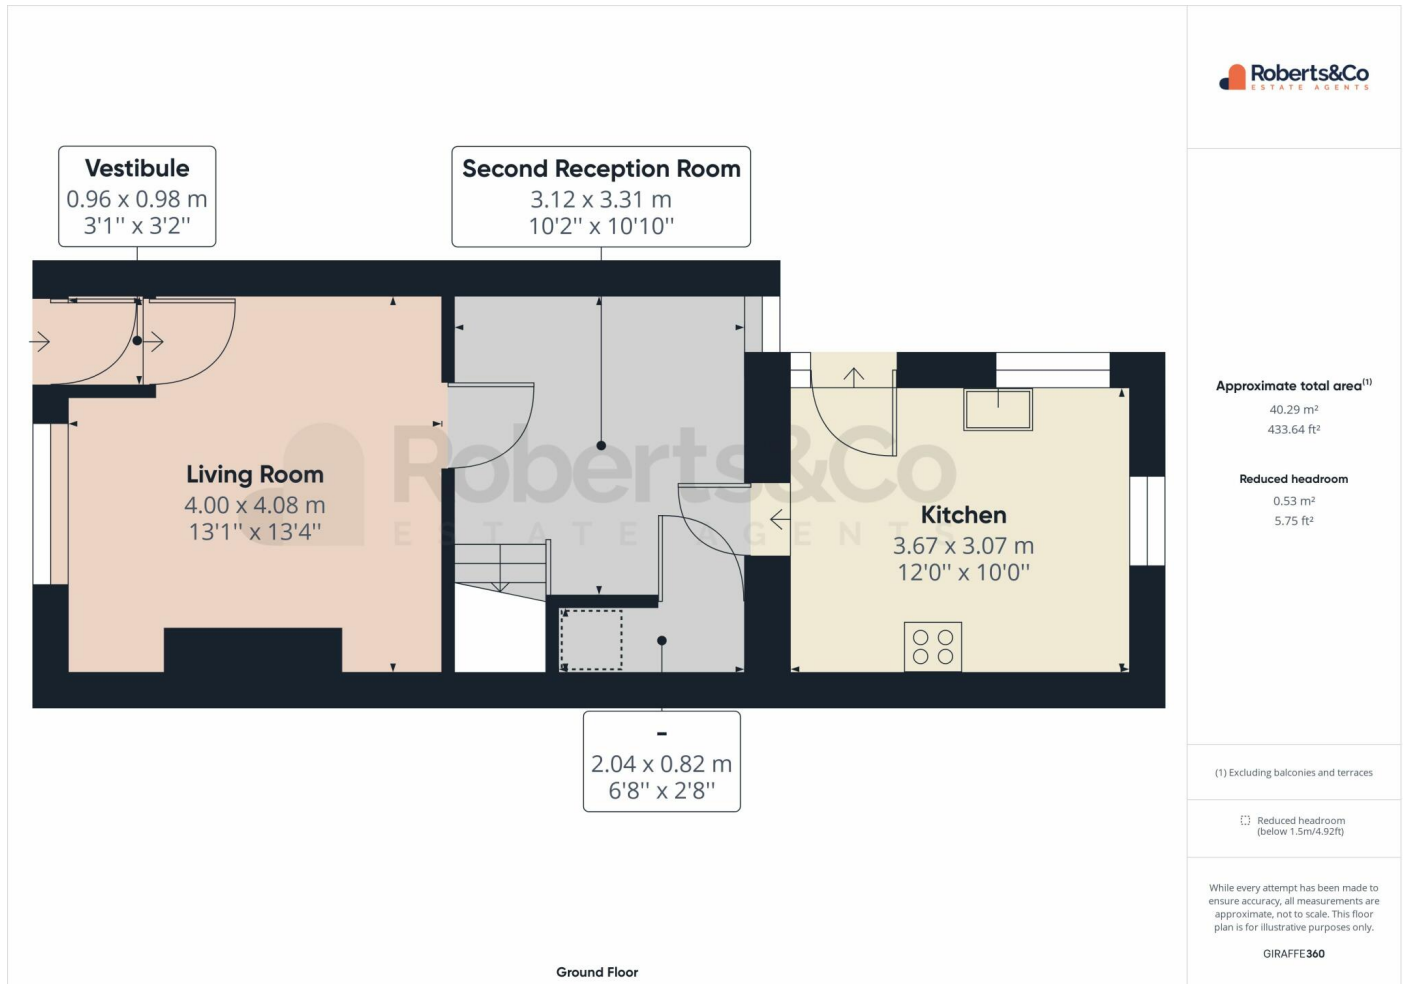 Roberts&Co
ESTATE AGENTS
Vestibule
0.96 x 0.98 m
3'1'' x 3'2''
Second Reception Room
3.12 x 3.31 m
10'2'' x 10'10''
Living Room
4.00 x 4.08 m
13'1'' x 13'4''
Roberts&Co
ESTATE AGENTS
Kitchen
3.67 x 3.07 m
12'0'' x 10'0''
-
2.04 x 0.82 m
6'8'' x 2'8''
Ground Floor
Approximate total area(1)
40.29 m²
433.64 ft²
Reduced headroom
0.53 m²
5.75 ft²
(1) Excluding balconies and terraces
Reduced headroom
(below 1.5m/4.92ft)
While every attempt has been made to
ensure accuracy, all measurements are
approximate, not to scale. This floor
plan is for illustrative purposes only.
GIRAFFE360